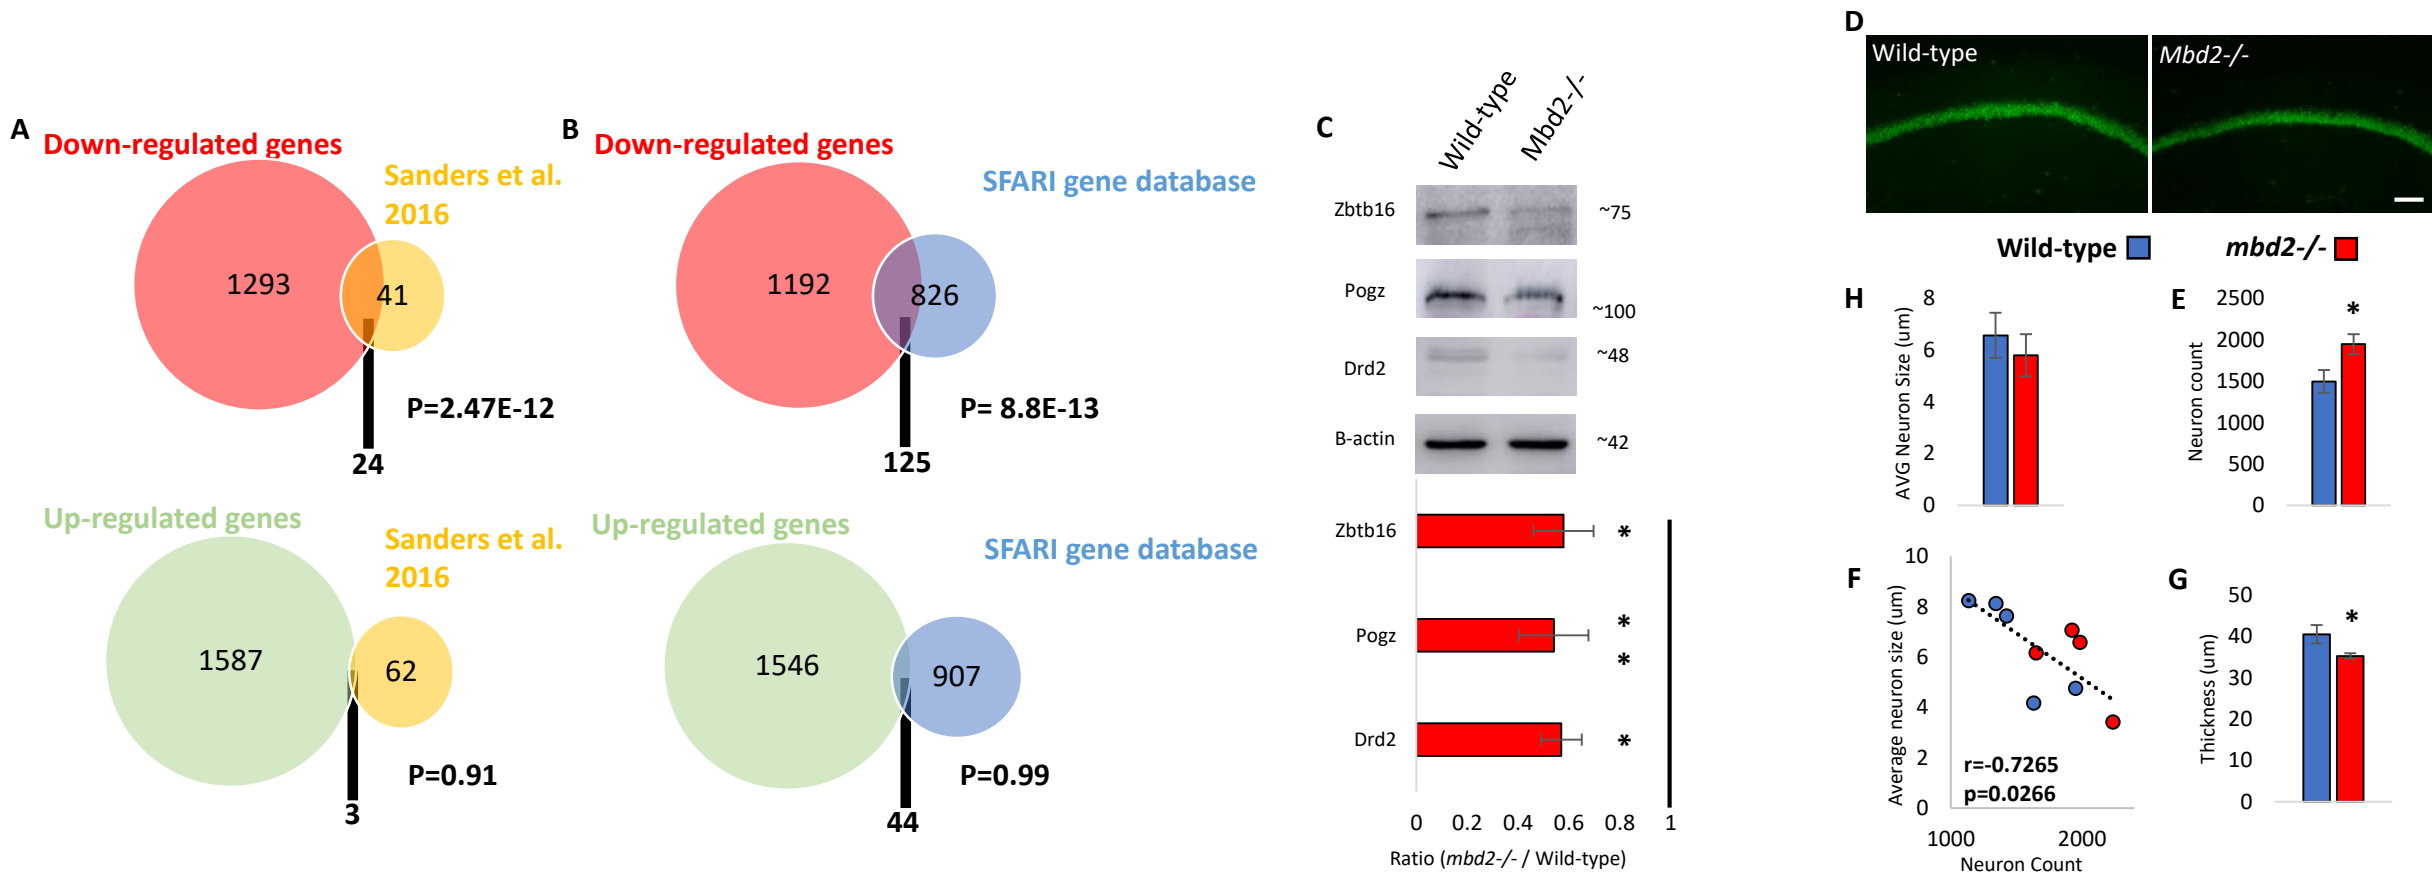 A
Down-regulated genes
Sanders et al.
2016
1293
41
P=2.47E-12
24
Up-regulated genes
Sanders et al.
2016
1587
62
P=0.91
3
B
Down-regulated genes
SFARI gene database
1192
826
P= 8.8E-13
125
Up-regulated genes
SFARI gene database
1546
907
P=0.99
44
C
Wild-type
Mbd2-/-
Zbtb16
~75
Pogz
~100
Drd2
~48
B-actin
~42
Zbtb16
*
Pogz
*
*
Drd2
*
0 0.2 0.4 0.6 0.8 1
Ratio (mbd2-/- / Wild-type)
D
Wild-type
Mbd2-/-
Wild-type
mbd2-/-
H
AVG Neuron Size (um)
8
6
4
2
0
E
Neuron count
2500
2000
1500
1000
500
0
*
F
Average neuron size (um)
10
8
6
4
2
0
r=-0.7265
p=0.0266
1000 2000
Neuron Count
G
Thickness (um)
50
40
30
20
10
0
*